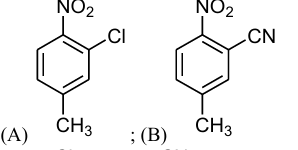 NO₂ NO₂
Cl CN
CH₃ CH₃
(A) ; (B)